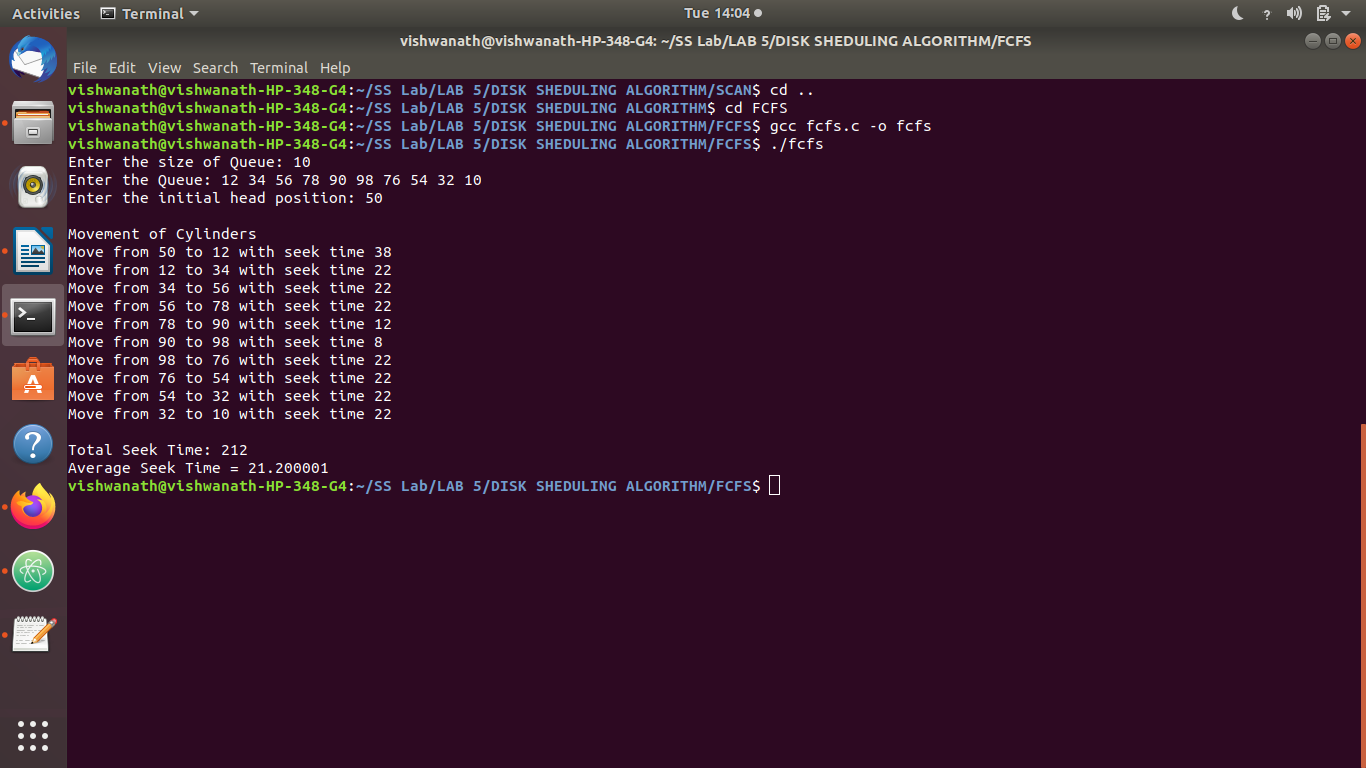 Activities Terminal Tue 14:04
vishwanath@vishwanath-HP-348-G4: ~/SS Lab/LAB 5/DISK SHEDULING ALGORITHM/FCFS
File Edit View Search Terminal Help
vishwanath@vishwanath-HP-348-G4:~/SS Lab/LAB 5/DISK SHEDULING ALGORITHM/SCAN$ cd ..
vishwanath@vishwanath-HP-348-G4:~/SS Lab/LAB 5/DISK SHEDULING ALGORITHM$ cd FCFS
vishwanath@vishwanath-HP-348-G4:~/SS Lab/LAB 5/DISK SHEDULING ALGORITHM/FCFS$ gcc fcfs.c -o fcfs
vishwanath@vishwanath-HP-348-G4:~/SS Lab/LAB 5/DISK SHEDULING ALGORITHM/FCFS$ ./fcfs
Enter the size of Queue: 10
Enter the Queue: 12 34 56 78 90 98 76 54 32 10
Enter the initial head position: 50
Movement of Cylinders
Move from 50 to 12 with seek time 38
Move from 12 to 34 with seek time 22
Move from 34 to 56 with seek time 22
Move from 56 to 78 with seek time 22
Move from 78 to 90 with seek time 12
Move from 90 to 98 with seek time 8
Move from 98 to 76 with seek time 22
Move from 76 to 54 with seek time 22
Move from 54 to 32 with seek time 22
Move from 32 to 10 with seek time 22
Total Seek Time: 212
Average Seek Time = 21.200001
vishwanath@vishwanath-HP-348-G4:~/SS Lab/LAB 5/DISK SHEDULING ALGORITHM/FCFS$